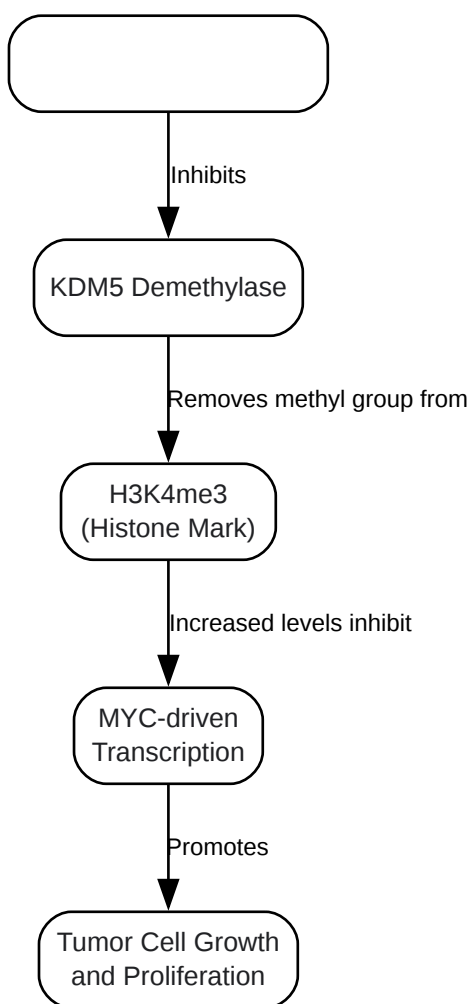 Inhibits
KDM5 Demethylase
Removes methyl group from
H3K4me3
(Histone Mark)
Increased levels inhibit
MYC-driven
Transcription
Promotes
Tumor Cell Growth
and Proliferation